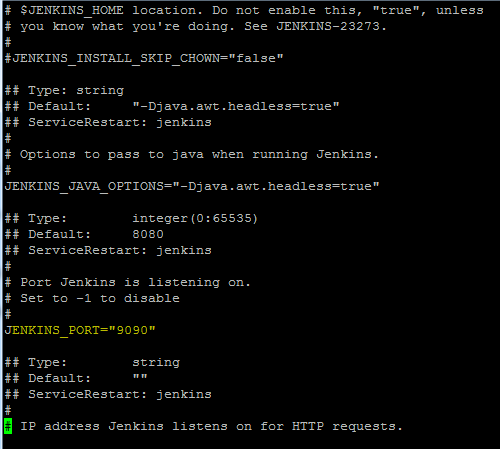 # $JENKINS_HOME location. Do not enable this, "true", unless
# you know what you're doing. See JENKINS-23273.
#
#JENKINS_INSTALL_SKIP_CHOWN="false"
## Type: string
## Default:     "-Djava.awt.headless=true"
## ServiceRestart: jenkins
#
# Options to pass to java when running Jenkins.
#
JENKINS_JAVA_OPTIONS="-Djava.awt.headless=true"
## Type:        integer(0:65535)
## Default:     8080
## ServiceRestart: jenkins
#
# Port Jenkins is listening on.
# Set to -1 to disable
#
JENKINS_PORT="9090"
## Type:        string
## Default:     ""
## ServiceRestart: jenkins
#
# IP address Jenkins listens on for HTTP requests.